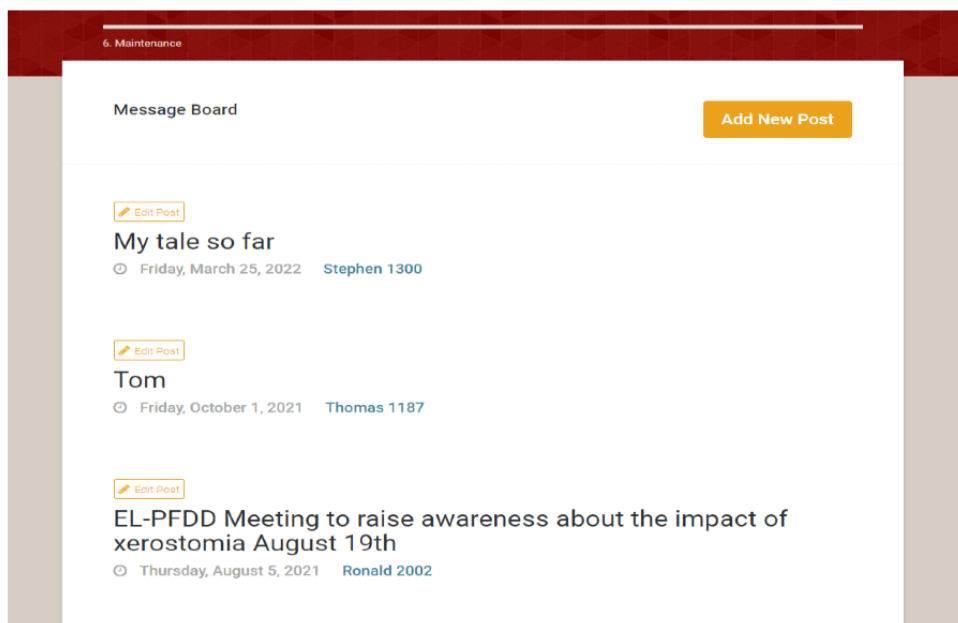 6. Maintenance
Message Board
Add New Post
Edit Post
My tale so far
Friday, March 25, 2022 Stephen 1300
Edit Post
Tom
Friday, October 1, 2021 Thomas 1187
Edit Post
EL-PFDD Meeting to raise awareness about the impact of
xerostomia August 19th
Thursday, August 5, 2021 Ronald 2002